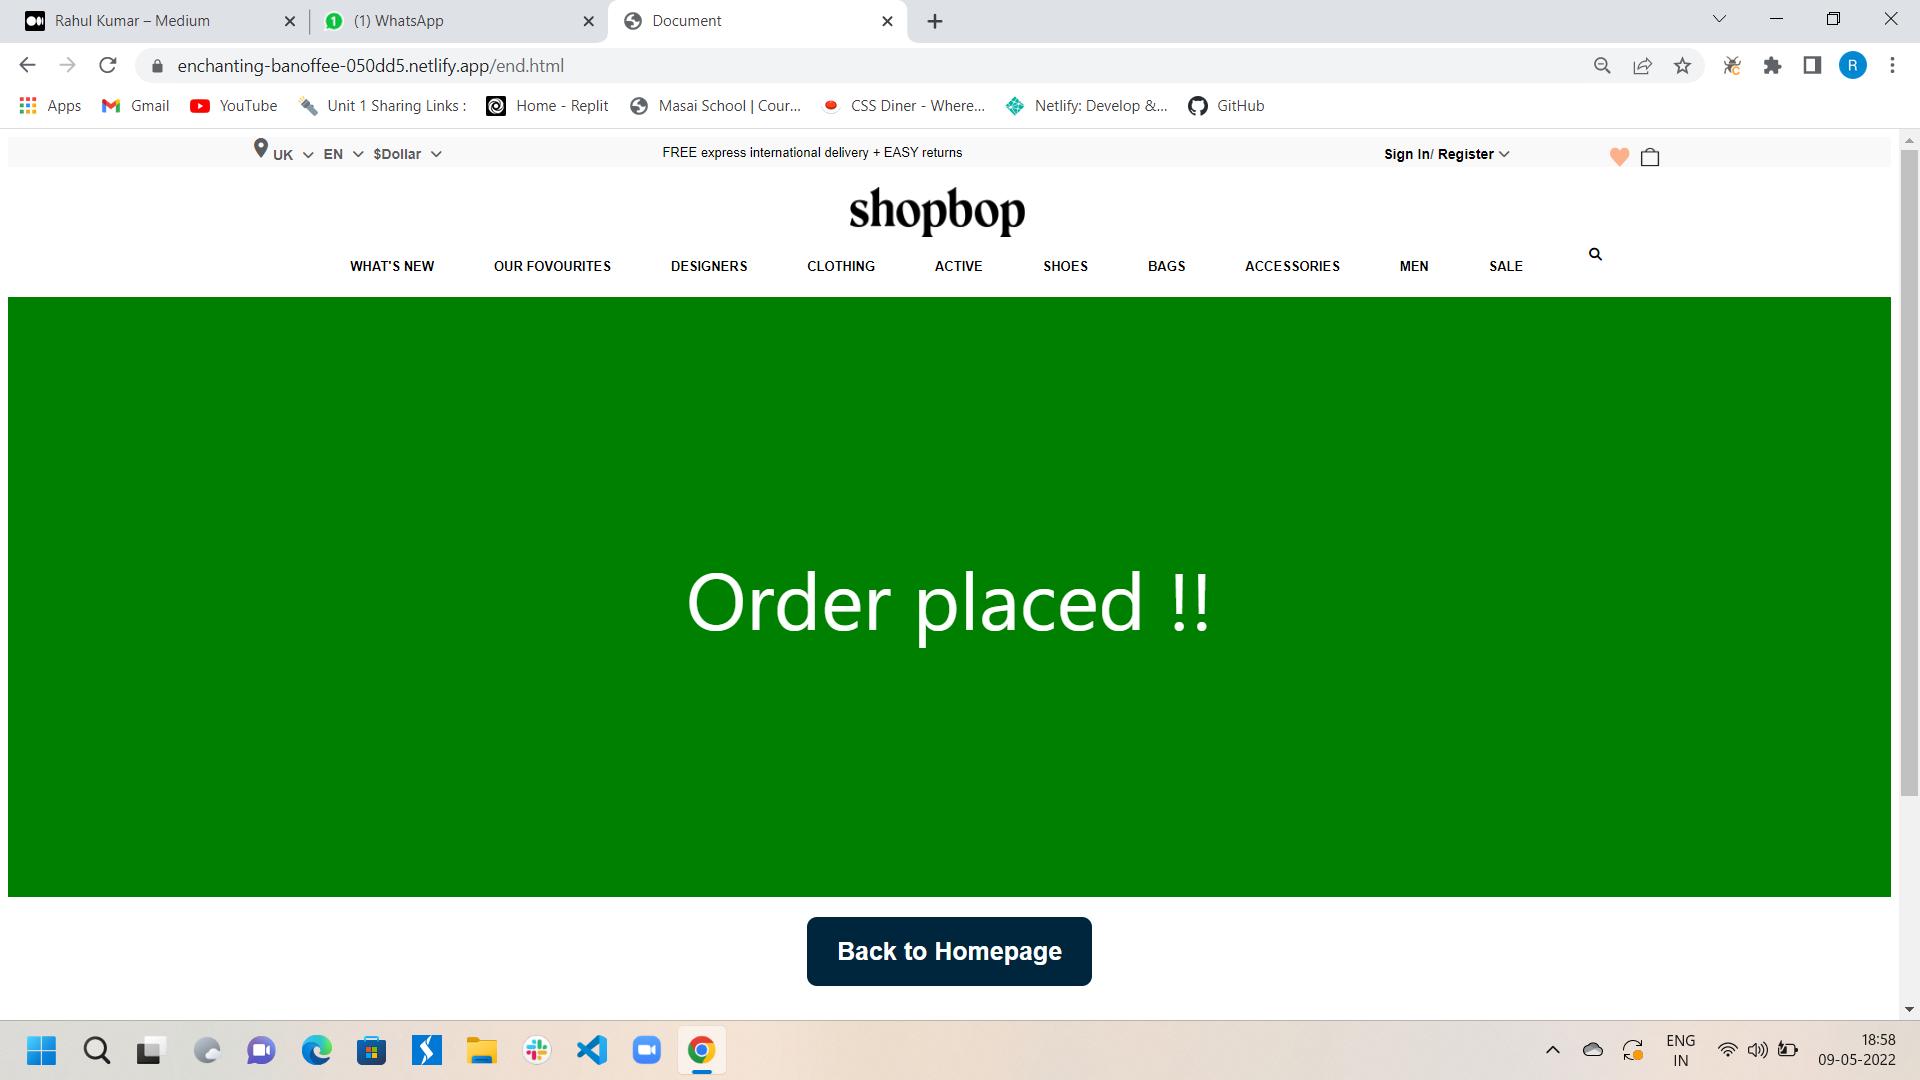 Rahul Kumar – Medium
(1) WhatsApp
Document
enchanting-banoffee-050dd5.netlify.app/end.html
R
Apps
Gmail
YouTube
Unit 1 Sharing Links :
Home - Replit
Masai School | Cour...
CSS Diner - Where...
Netlify: Develop &...
GitHub
UK
EN
$Dollar
FREE express international delivery + EASY returns
Sign In/ Register
shopbop
WHAT'S NEW
OUR FOVOURITES
DESIGNERS
CLOTHING
ACTIVE
SHOES
BAGS
ACCESSORIES
MEN
SALE
Order placed !!
Back to Homepage
ENG
IN
18:58
09-05-2022